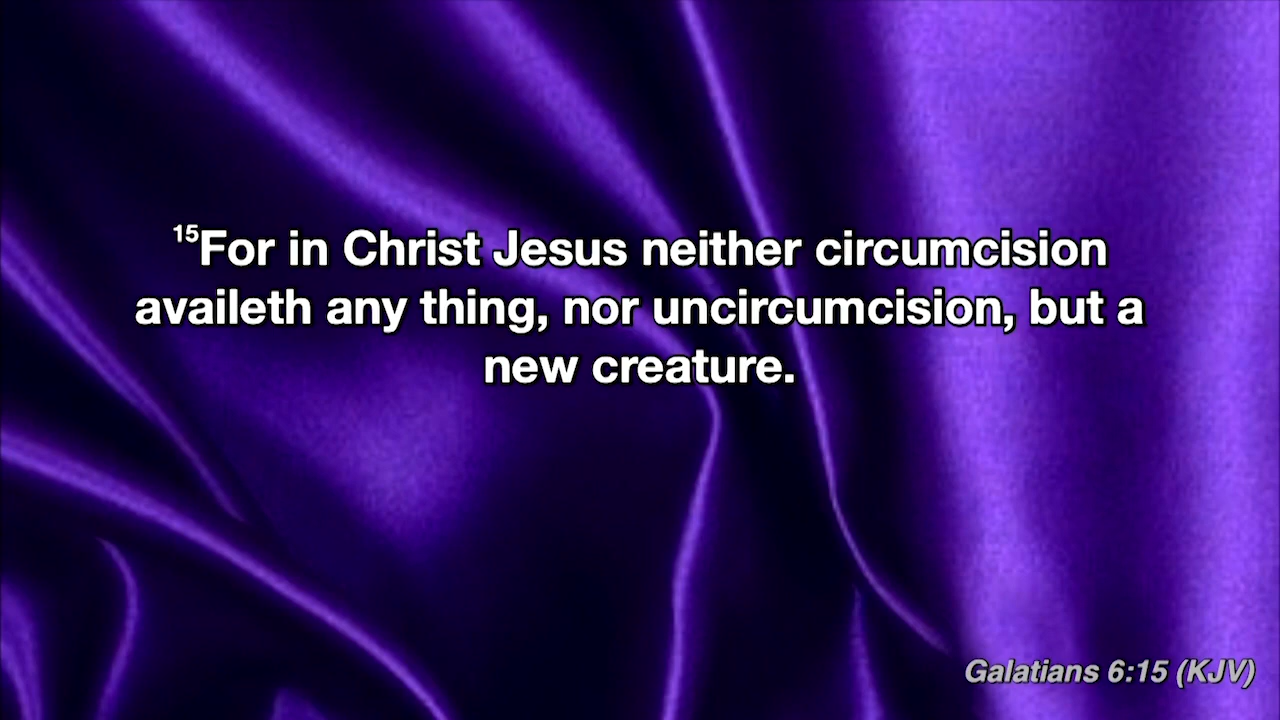 ¹⁵For in Christ Jesus neither circumcision
availeth any thing, nor uncircumcision, but a
new creature.
Galatians 6:15 (KJV)